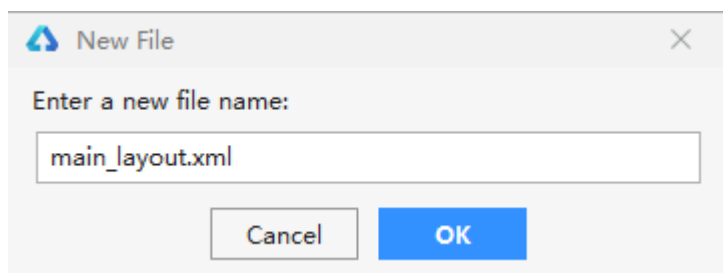 New File
Enter a new file name:
main_layout.xml
Cancel OK